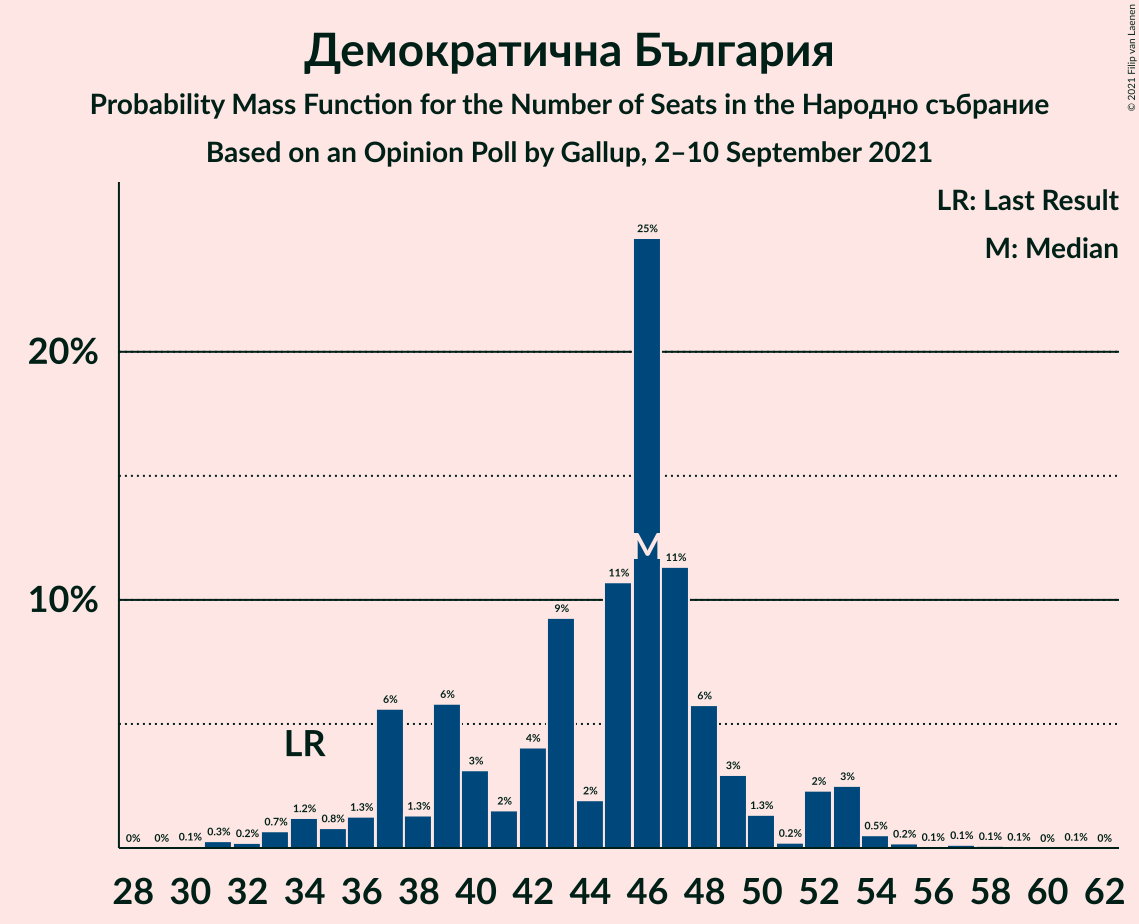 Демократична България
Probability Mass Function for the Number of Seats in the Народно събрание
Based on an Opinion Poll by Gallup, 2–10 September 2021
© 2021 Filip van Laenen
LR: Last Result
M: Median
20%
10%
LR
M
0% 0% 0.1% 0.3% 0.2% 0.7% 1.2% 0.8% 1.3% 6% 1.3% 6% 3% 2% 4% 9% 2% 11% 25% 11% 6% 3% 1.3% 0.2% 2% 3% 0.5% 0.2% 0.1% 0.1% 0.1% 0.1% 0% 0.1% 0%
28 30 32 34 36 38 40 42 44 46 48 50 52 54 56 58 60 62